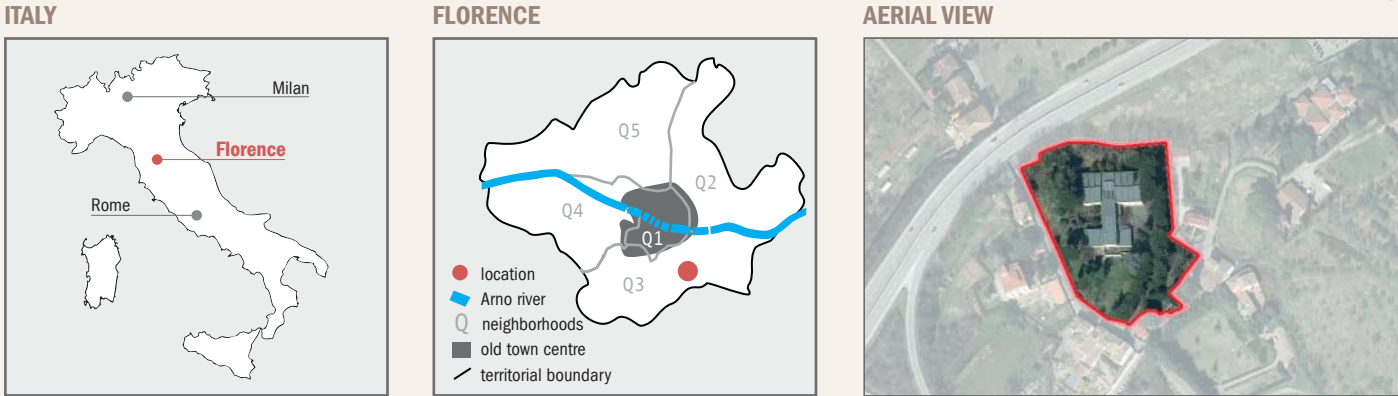 ITALY
Milan
Florence
Rome
FLORENCE
Q5
Q2
Q4
Q1
Q3
location
Arno river
Q neighborhoods
old town centre
territorial boundary
AERIAL VIEW